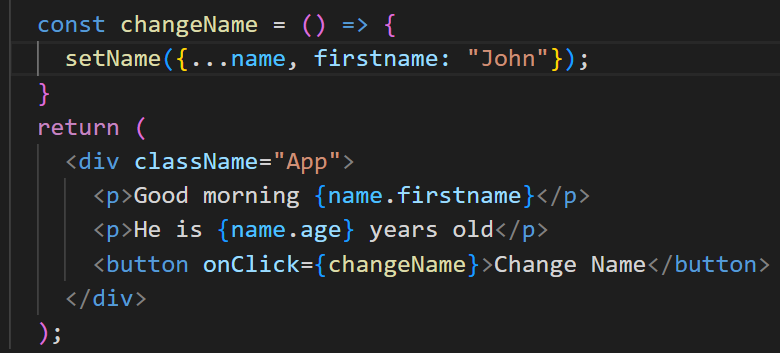 const changeName = () => {
setName({...name, firstname: "John"});
}
return (
<div className="App">
<p>Good morning {name.firstname}</p>
<p>He is {name.age} years old</p>
<button onClick={changeName}>Change Name</button>
</div>
);